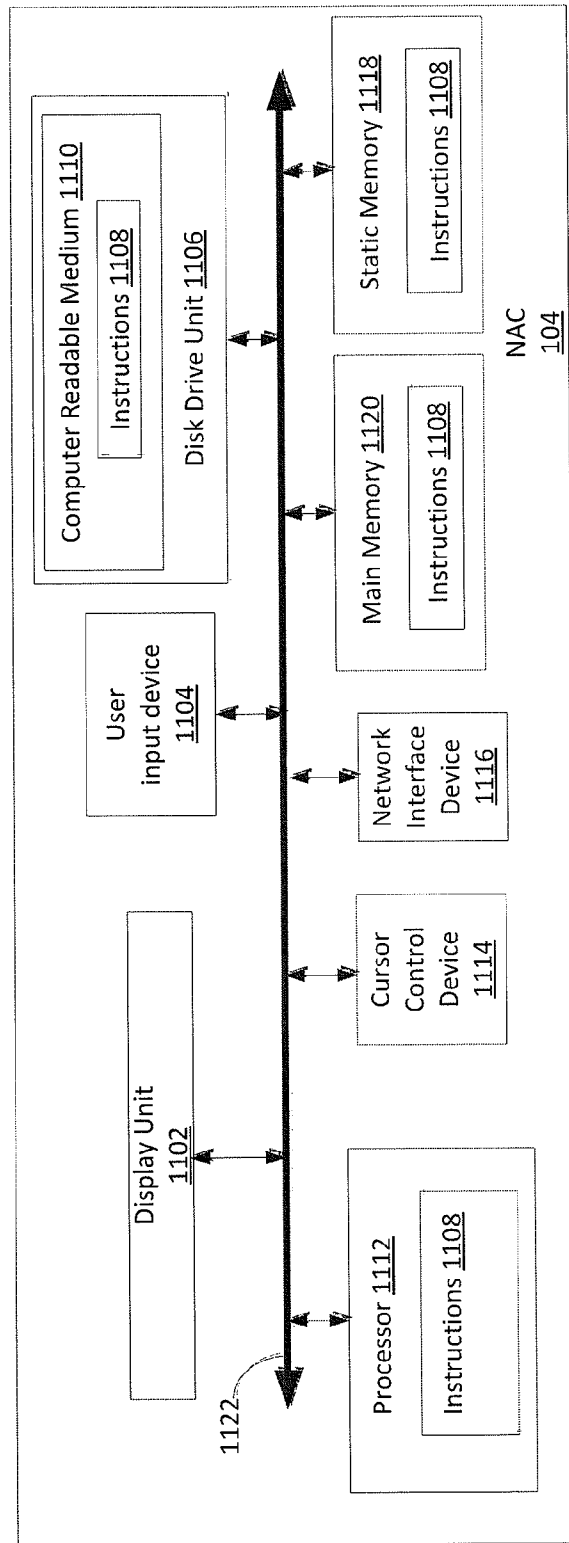 Display Unit
1102
User
input device
1104
Computer Readable Medium 1110
Instructions 1108
Disk Drive Unit 1106
1122
Processor 1112
Instructions 1108
Cursor
Control
Device
1114
Network
Interface
Device
1116
Main Memory 1120
Instructions 1108
Static Memory 1118
Instructions 1108
NAC
104